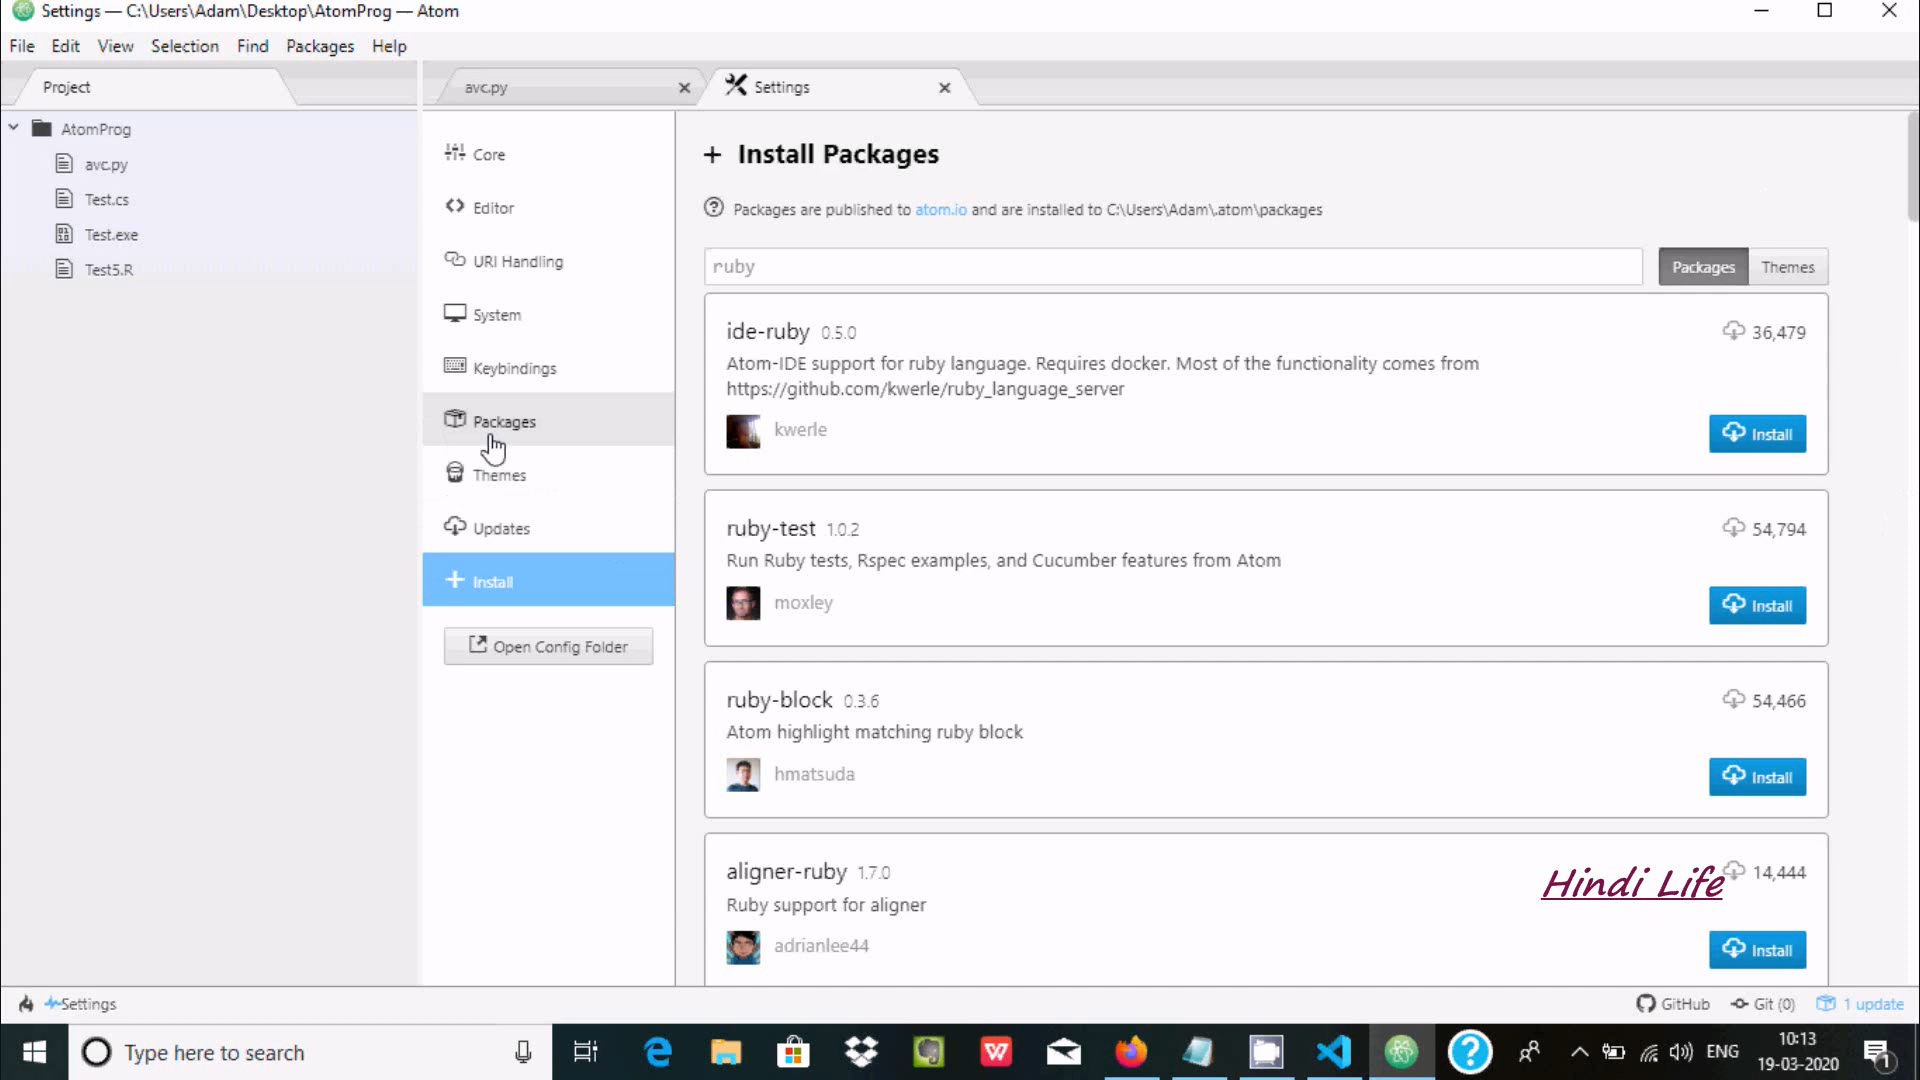 Settings — C:\Users\Adam\Desktop\AtomProg — Atom
File Edit View Selection Find Packages Help
Project
avc.py
Settings
AtomProg
avc.py
Test.cs
Test.exe
Test5.R
Core
Editor
URI Handling
System
Keybindings
Packages
Themes
Updates
Install
Open Config Folder
Install Packages
Packages are published to atom.io and are installed to C:\Users\Adam\.atom\packages
ruby
Packages Themes
ide-ruby 0.5.0 36,479
Atom-IDE support for ruby language. Requires docker. Most of the functionality comes from
https://github.com/kwerle/ruby_language_server
kwerle Install
ruby-test 1.0.2 54,794
Run Ruby tests, Rspec examples, and Cucumber features from Atom
moxley Install
ruby-block 0.3.6 54,466
Atom highlight matching ruby block
hmatsuda Install
aligner-ruby 1.7.0 14,444
Hindi Life
Ruby support for aligner
adrianlee44 Install
Settings GitHub Git (0) 1 update
Type here to search
ENG
10:13
19-03-2020
1